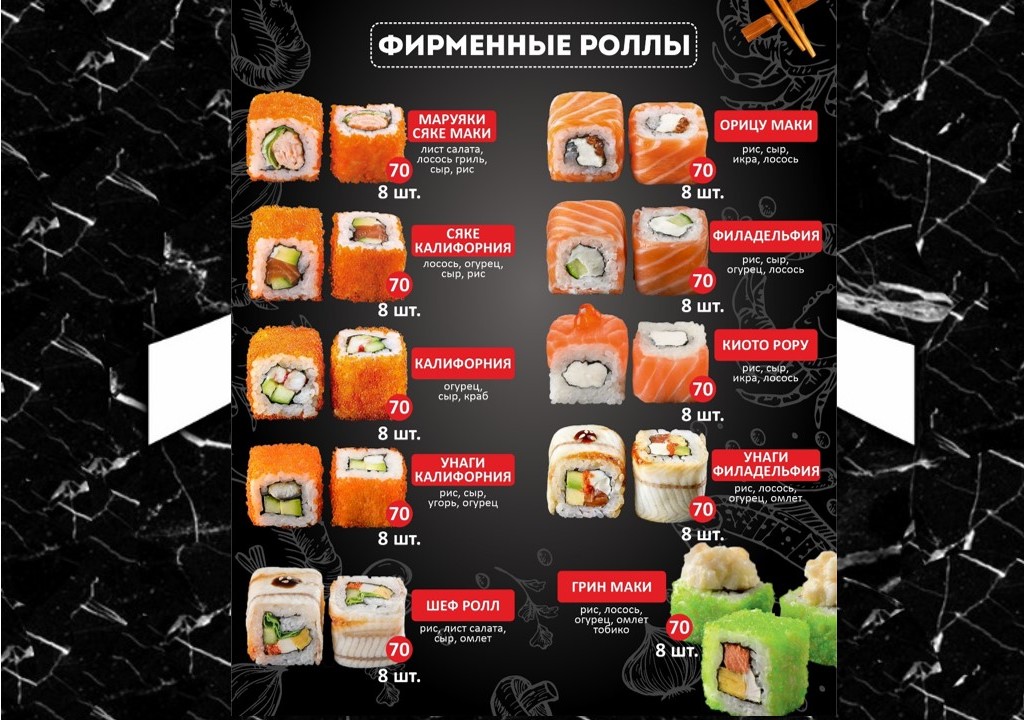 ФИРМЕННЫЕ РОЛЛЫ
МАРУЯКИ
СЯКЕ МАКИ
лист салата,
лосось гриль,
сыр, рис
70
8 шт.
СЯКЕ
КАЛИФОРНИЯ
лосось, огурец,
сыр, рис
70
8 шт.
КАЛИФОРНИЯ
огурец,
сыр, краб
70
8 шт.
УНАГИ
КАЛИФОРНИЯ
рис, сыр,
угорь, огурец
70
8 шт.
ШЕФ РОЛЛ
рис, лист салата,
сыр, омлет
70
8 шт.
ОРИЦУ МАКИ
рис, сыр,
икра, лосось
70
8 шт.
ФИЛАДЕЛЬФИЯ
рис, сыр,
огурец, лосось
70
8 шт.
КИОТО РОРУ
рис, сыр,
икра, лосось
70
8 шт.
УНАГИ
ФИЛАДЕЛЬФИЯ
рис, лосось,
огурец, омлет
70
8 шт.
ГРИН МАКИ
рис, лосось,
огурец, омлет
тобико
70
8 шт.